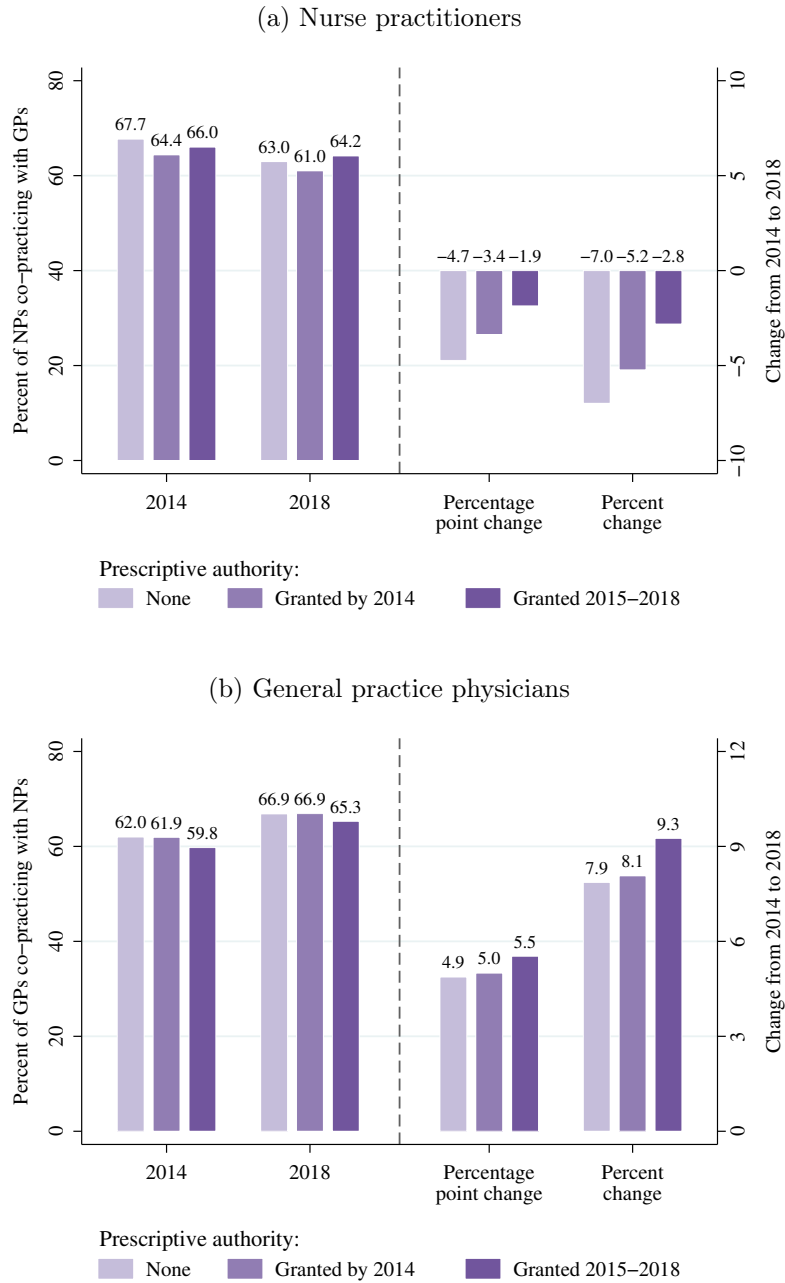 (a) Nurse practitioners
Percent of NPs co−practicing with GPs
80
60
40
20
0
67.7
64.4
66.0
63.0
61.0
64.2
−4.7
−3.4
−1.9
−7.0
−5.2
−2.8
10
5
0
−5
−10
Change from 2014 to 2018
2014
2018
Percentage
point change
Percent
change
Prescriptive authority:
None
Granted by 2014
Granted 2015−2018
(b) General practice physicians
Percent of GPs co−practicing with NPs
80
60
40
20
0
62.0
61.9
59.8
66.9
66.9
65.3
4.9
5.0
5.5
7.9
8.1
9.3
12
9
6
3
0
Change from 2014 to 2018
2014
2018
Percentage
point change
Percent
change
Prescriptive authority:
None
Granted by 2014
Granted 2015−2018